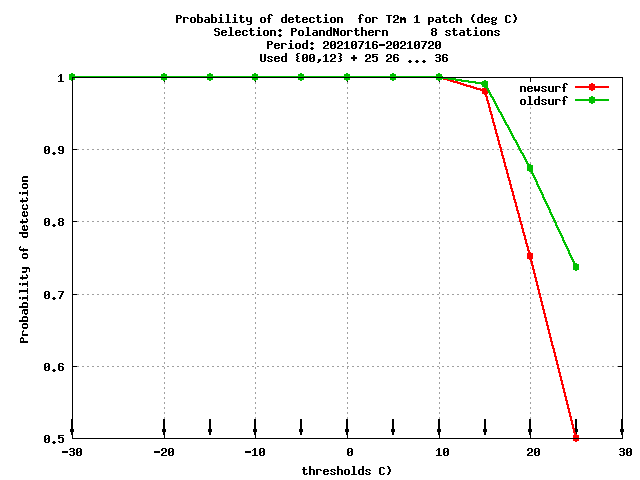 Probability of detection  for T2m 1 patch (deg C)
Selection: PolandNorthern      8 stations
Period: 20210716-20210720
Used {00,12} + 25 26 ... 36
newsurf
oldsurf
Probability of detection
1
0.9
0.8
0.7
0.6
0.5
-30 -20 -10 0 10 20 30
thresholds C)